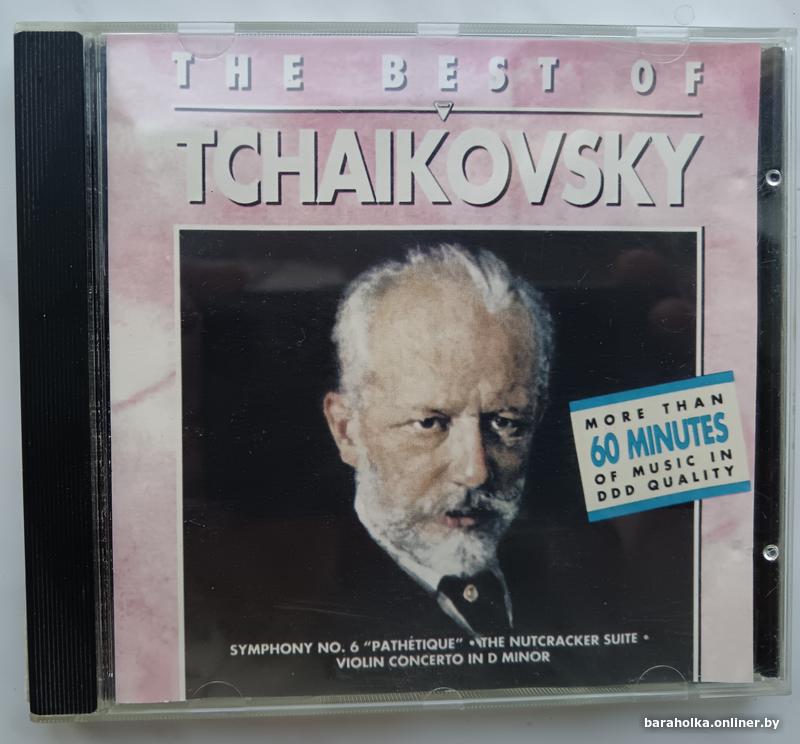 THE BEST OF
TCHAIKOVSKY
MORE THAN
60 MINUTES
OF MUSIC IN
DDD QUALITY
SYMPHONY NO. 6 "PATHÉTIQUE" • THE NUTCRACKER SUITE •
VIOLIN CONCERTO IN D MINOR
baraholka.onliner.by